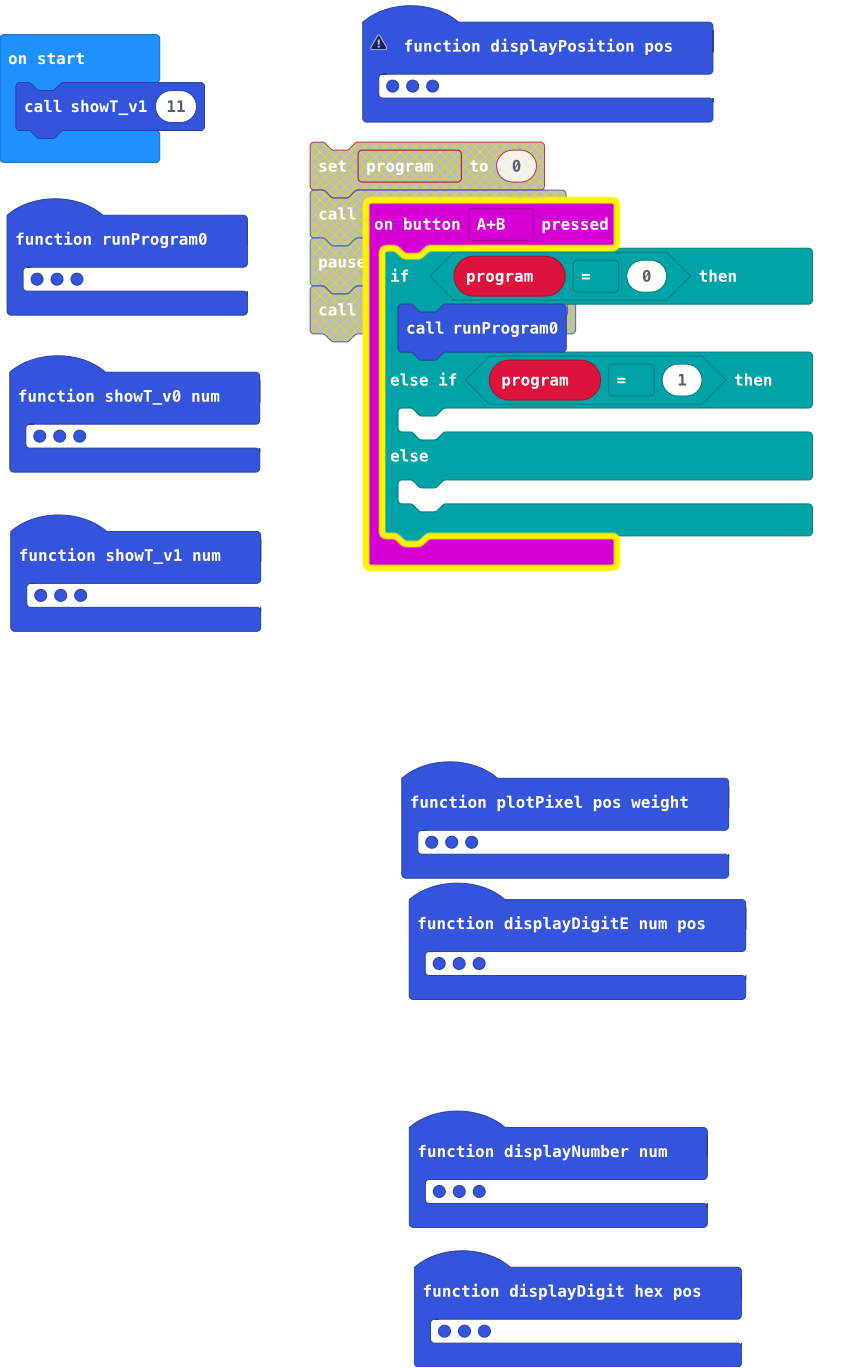 on start
call showT_v1 11
function runProgram0
function showT_v0 num
function showT_v1 num
function displayPosition pos
set program to 0
call
pause
call
on button A+B pressed
if program = 0 then
call runProgram0
else if program = 1 then
else
function plotPixel pos weight
function displayDigitE num pos
function displayNumber num
function displayDigit hex pos